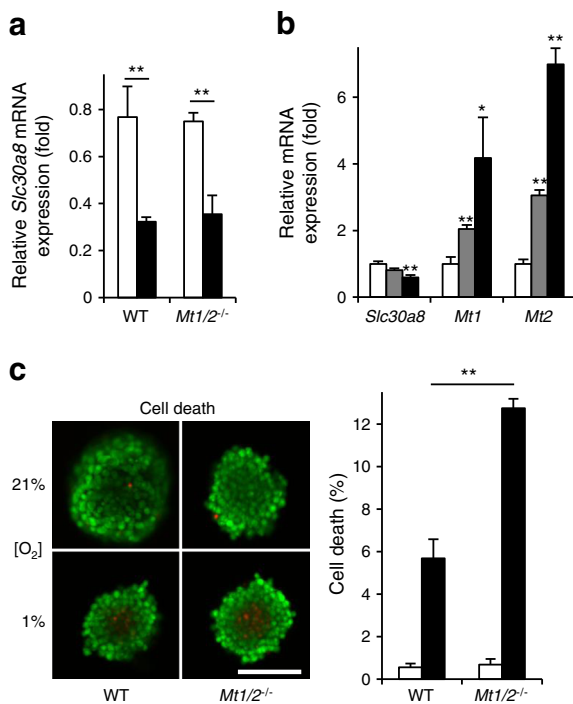 a
Relative Slc30a8 mRNA
expression (fold)
**
**
0.8
0.6
0.4
0.2
0
WT
Mt1/2-/-
b
Relative mRNA
expression (fold)
**
*
**
**
**
6
4
2
0
Slc30a8
Mt1
Mt2
c
Cell death
21%
[O2]
1%
WT
Mt1/2-/-
Cell death (%)
**
12
10
8
6
4
2
0
WT
Mt1/2-/-